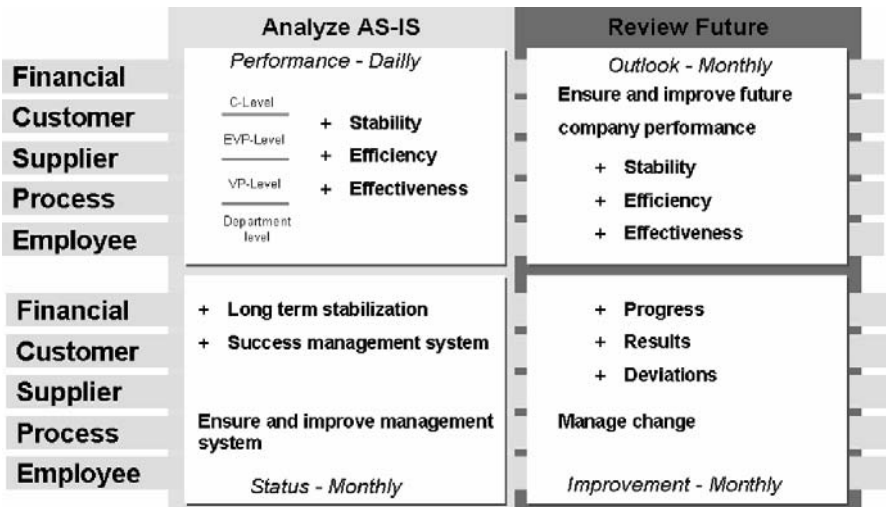 Analyze AS-IS
Review Future
Financial
Customer
Supplier
Process
Employee
Performance - Dailly
C-Level
EVP-Level
VP-Level
Department
level
+ Stability
+ Efficiency
+ Effectiveness
Outlook - Monthly
Ensure and improve future
company performance
+ Stability
+ Efficiency
+ Effectiveness
Financial
Customer
Supplier
Process
Employee
+ Long term stabilization
+ Success management system
Ensure and improve management
system
Status - Monthly
+ Progress
+ Results
+ Deviations
Manage change
Improvement - Monthly